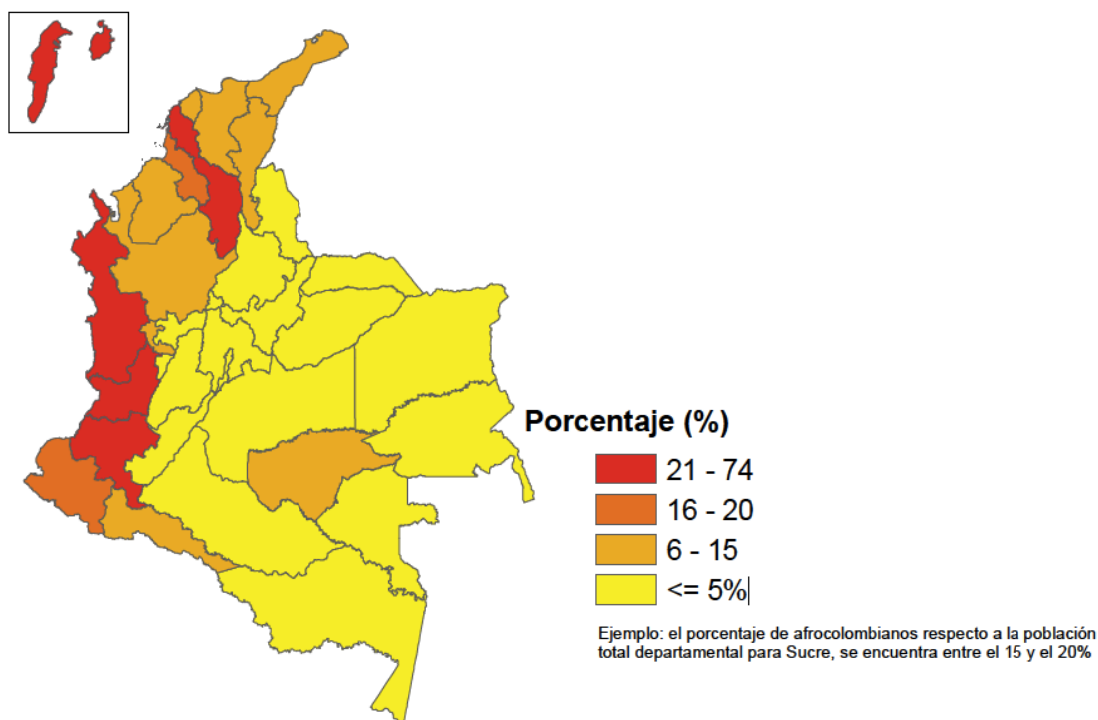 Porcentaje (%)
21 - 74
16 - 20
6 - 15
<= 5%
Ejemplo: el porcentaje de afrocolombianos respecto a la población
total departamental para Sucre, se encuentra entre el 15 y el 20%